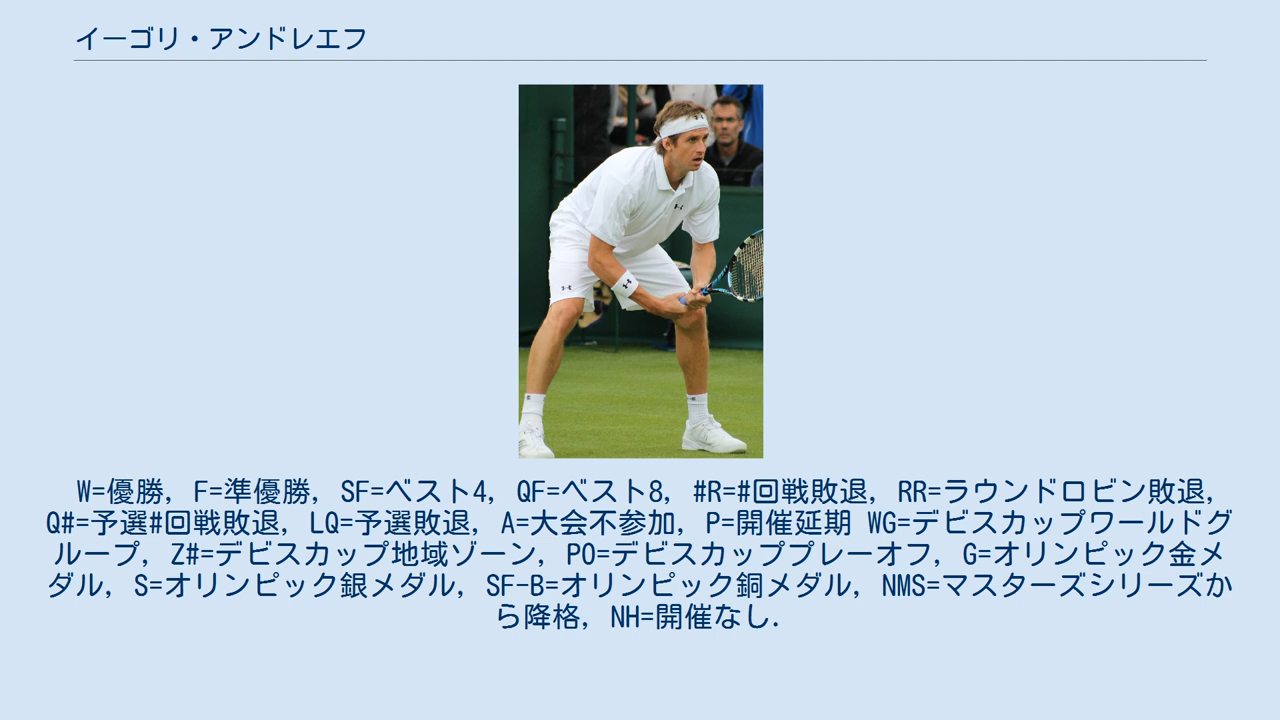 イーゴリ・アンドレエフ
W=優勝, F=準優勝, SF=ベスト4, QF=ベスト8, #R=#回戦敗退, RR=ラウンドロビン敗退,
Q#=予選#回戦敗退, LQ=予選敗退, A=大会不参加, P=開催延期 WG=デビスカップワールドグ
ループ, Z#=デビスカップ地域ゾーン, PO=デビスカッププレーオフ, G=オリンピック金メ
ダル, S=オリンピック銀メダル, SF-B=オリンピック銅メダル, NMS=マスターズシリーズか
ら降格, NH=開催なし.